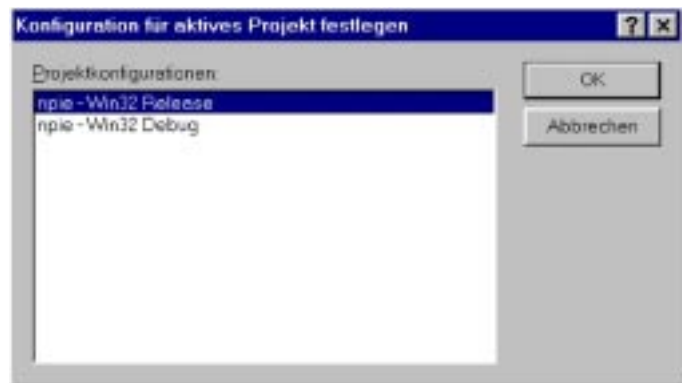 Konfiguration für aktives Projekt festlegen
Projektkonfigurationen:
npie - Win32 Release
npie - Win32 Debug
OK
Abbrechen